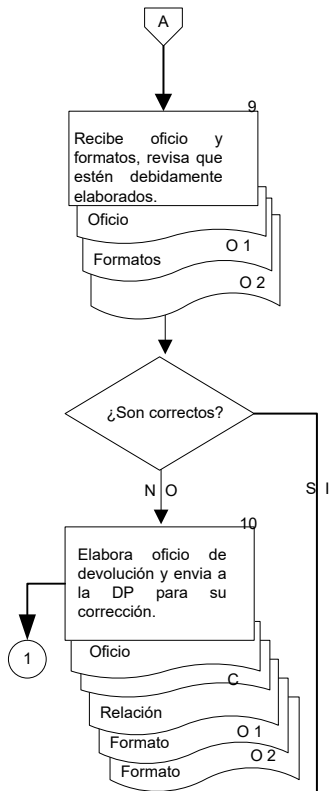 A
9
Recibe oficio y
formatos, revisa que
estén debidamente
elaborados.
Oficio
O 1
Formatos
O 2
¿Son correctos?
N O
S I
10
Elabora oficio de
devolución y envia a
la DP para su
corrección.
1
Oficio
C
Relación
O 1
Formato
O 2
Formato